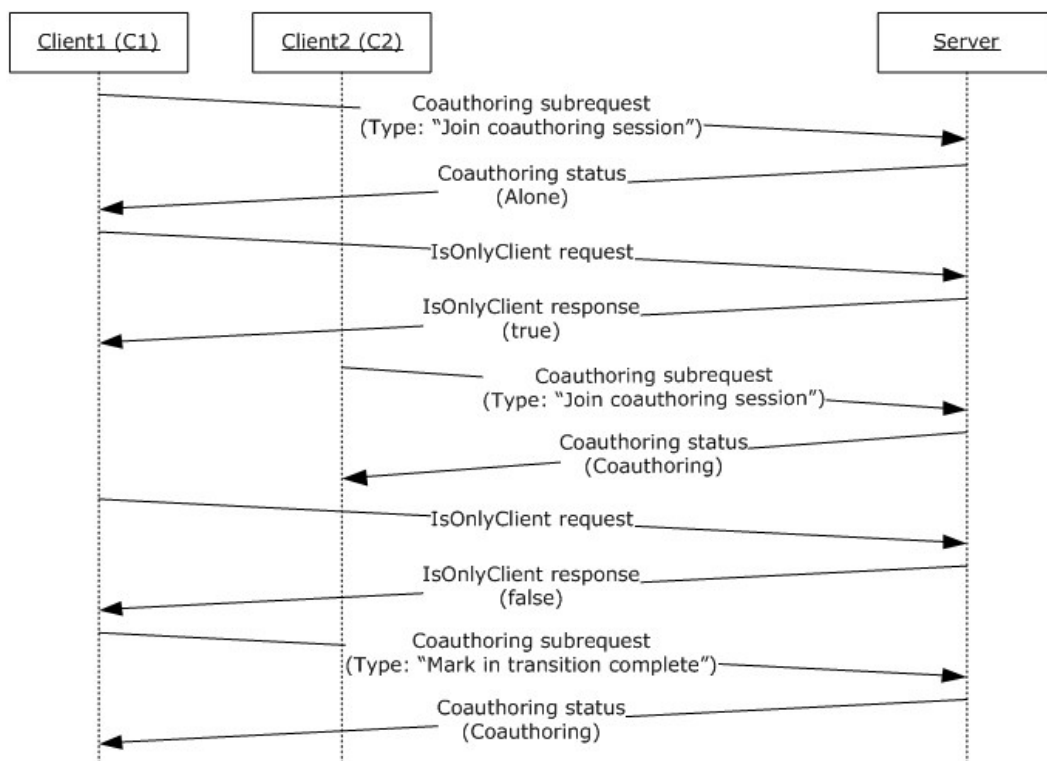 Client1 (C1)
Client2 (C2)
Server
Coauthoring subrequest
(Type: “Join coauthoring session”)
Coauthoring status
(Alone)
IsOnlyClient request
IsOnlyClient response
(true)
Coauthoring subrequest
(Type: “Join coauthoring session”)
Coauthoring status
(Coauthoring)
IsOnlyClient request
IsOnlyClient response
(false)
Coauthoring subrequest
(Type: “Mark in transition complete”)
Coauthoring status
(Coauthoring)